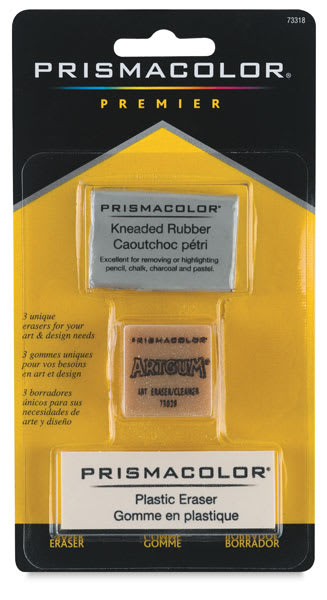 73318
PRISMACOLOR®
PREMIER
PRISMACOLOR®
Kneaded Rubber
Caoutchoc pétri
Excellent for removing or highlighting
pencil, chalk, charcoal and pastel.
3 unique
erasers for your
art & design needs
3 gommes uniques
pour vos besoins
en art et design
3 borradores
únicos para sus
necesidades de
arte y diseño
PRISMACOLOR®
ARTGUM®
ART ERASER/CLEANER
73030
PRISMACOLOR®
Plastic Eraser
Gomme en plastique
ERASER GOMME BORRADOR